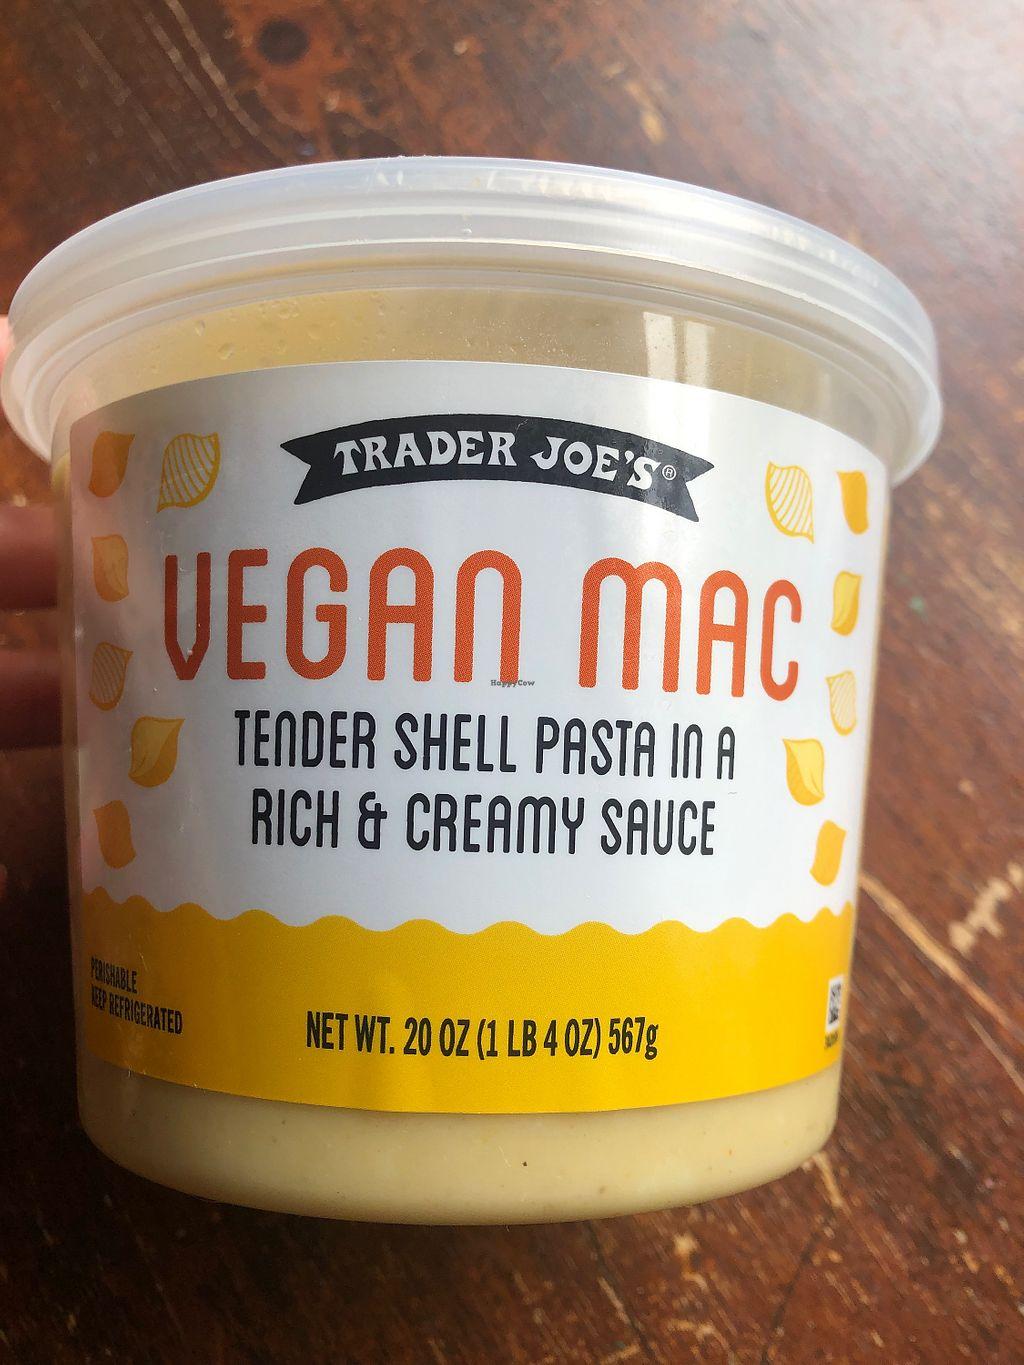 TRADER JOE'S®
VEGAN MAC
HappyCow
TENDER SHELL PASTA IN A
RICH & CREAMY SAUCE
PERISHABLE
KEEP REFRIGERATED
NET WT. 20 OZ (1 LB 4 OZ) 567g